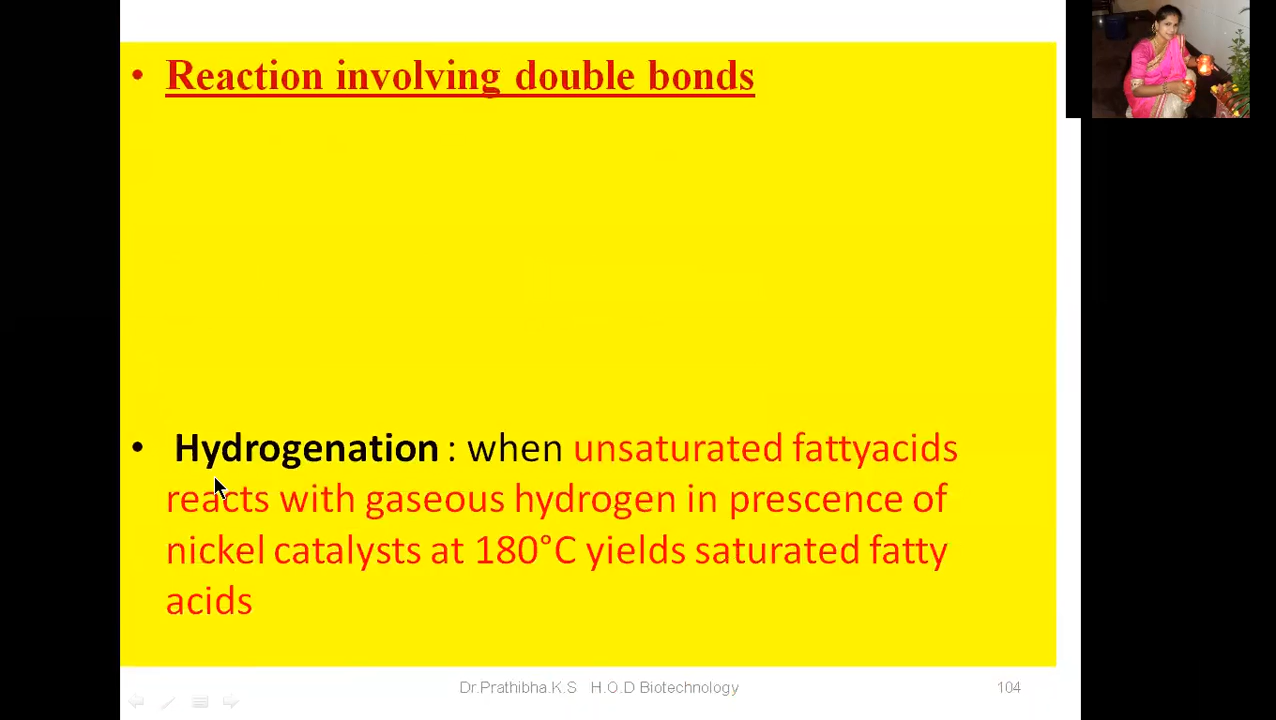 • Reaction involving double bonds
• Hydrogenation : when unsaturated fattyacids
reacts with gaseous hydrogen in prescence of
nickel catalysts at 180°C yields saturated fatty
acids
Dr.Prathibha.K.S H.O.D Biotechnology 104